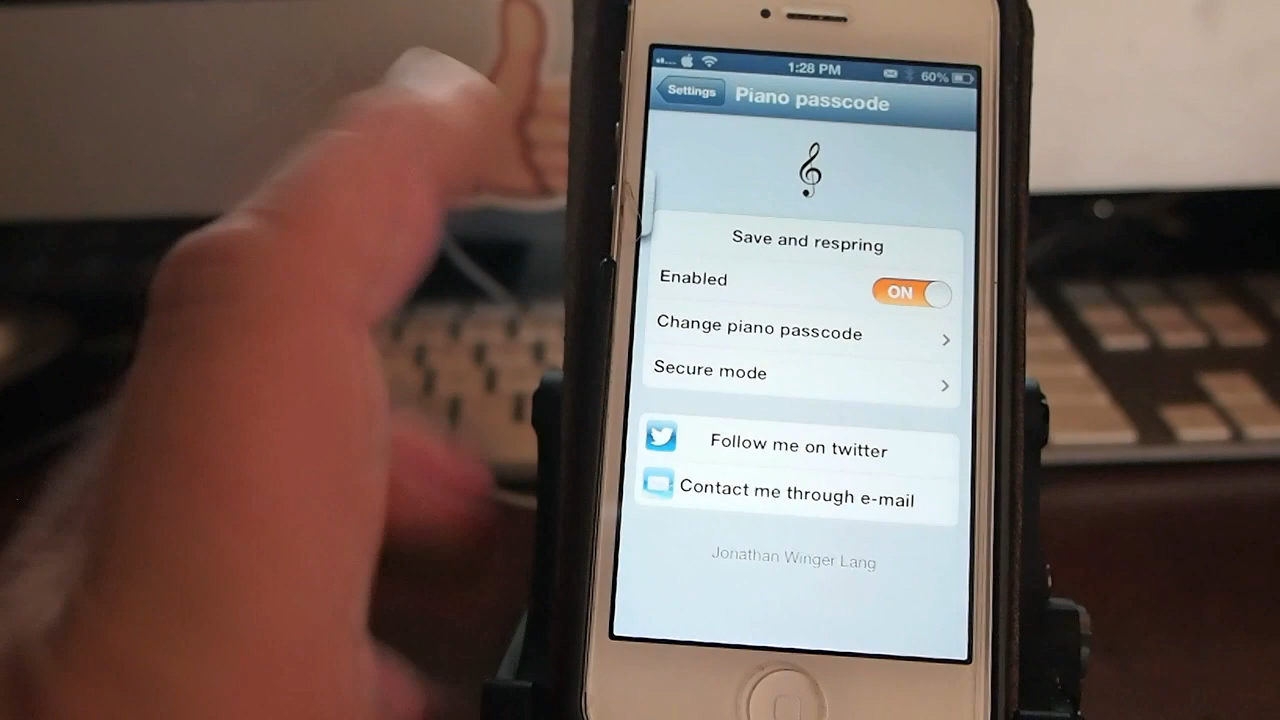 1:28 PM
60%
Settings
Piano passcode
Save and respring
Enabled
ON
Change piano passcode
Secure mode
Follow me on twitter
Contact me through e-mail
Jonathan Winger Lang